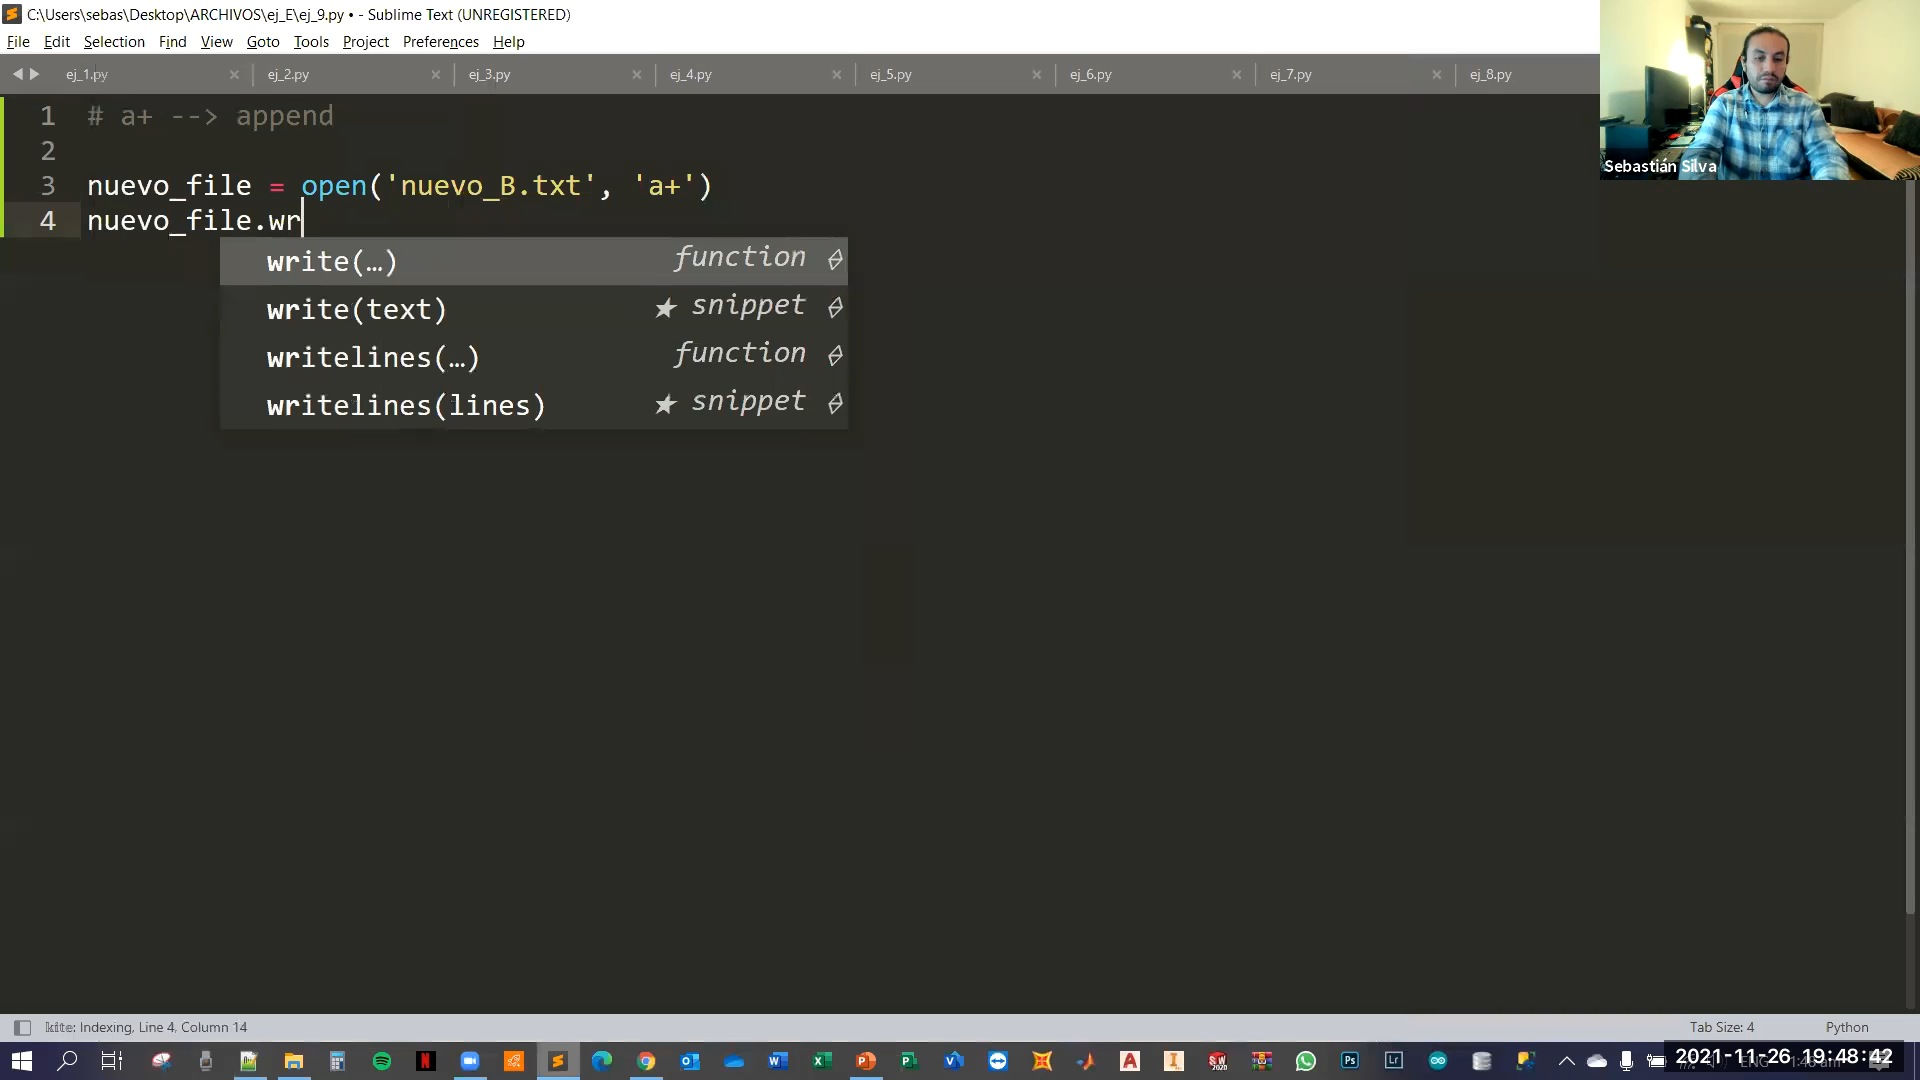 C:\Users\sebas\Desktop\ARCHIVOS\ej_E\ej_9.py • - Sublime Text (UNREGISTERED)
File Edit Selection Find View Goto Tools Project Preferences Help
ej_1.py × ej_2.py × ej_3.py × ej_4.py × ej_5.py × ej_6.py × ej_7.py × ej_8.py
Sebastián Silva
1 # a+ --> append
2
3 nuevo_file = open('nuevo_B.txt', 'a+')
4 nuevo_file.wr
write(…) function
write(text) ★ snippet
writelines(…) function
writelines(lines) ★ snippet
kite: Indexing, Line 4, Column 14
Tab Size: 4 Python
2021-11-26 19:48:42